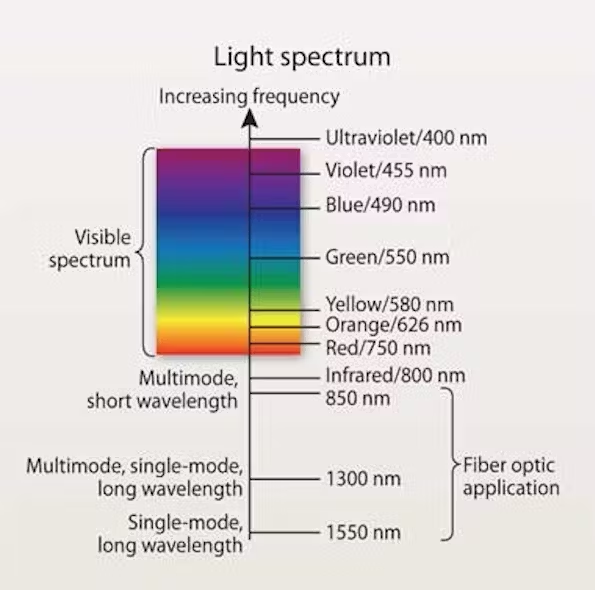 Light spectrum
Increasing frequency
Ultraviolet/400 nm
Violet/455 nm
Blue/490 nm
Visible
spectrum
Green/550 nm
Yellow/580 nm
Orange/626 nm
Red/750 nm
Infrared/800 nm
Multimode,
short wavelength
850 nm
Multimode, single-mode,
long wavelength
1300 nm
Fiber optic
application
Single-mode,
long wavelength
1550 nm